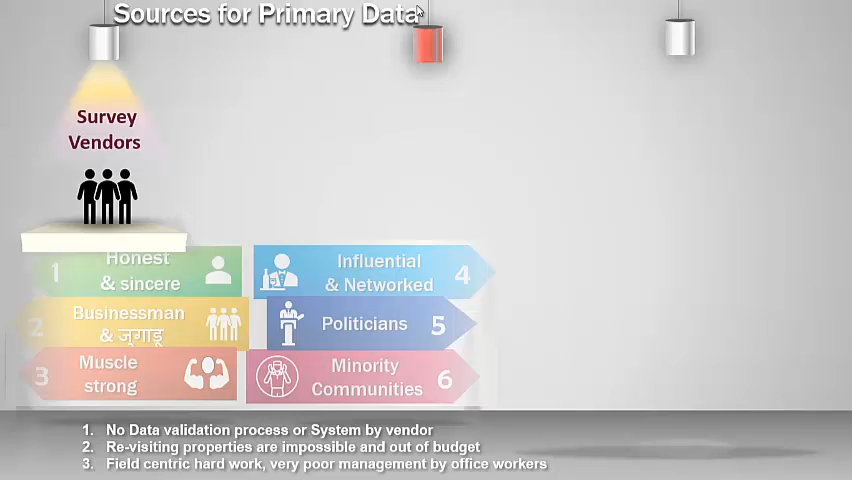 Sources for Primary Data
Survey
Vendors
1
Honest
& sincere
Influential
& Networked
4
2
Businessman
& जुगाड़ू
Politicians
5
3
Muscle
strong
Minority
Communities
6
1. No Data validation process or System by vendor
2. Re-visiting properties are impossible and out of budget
3. Field centric hard work, very poor management by office workers